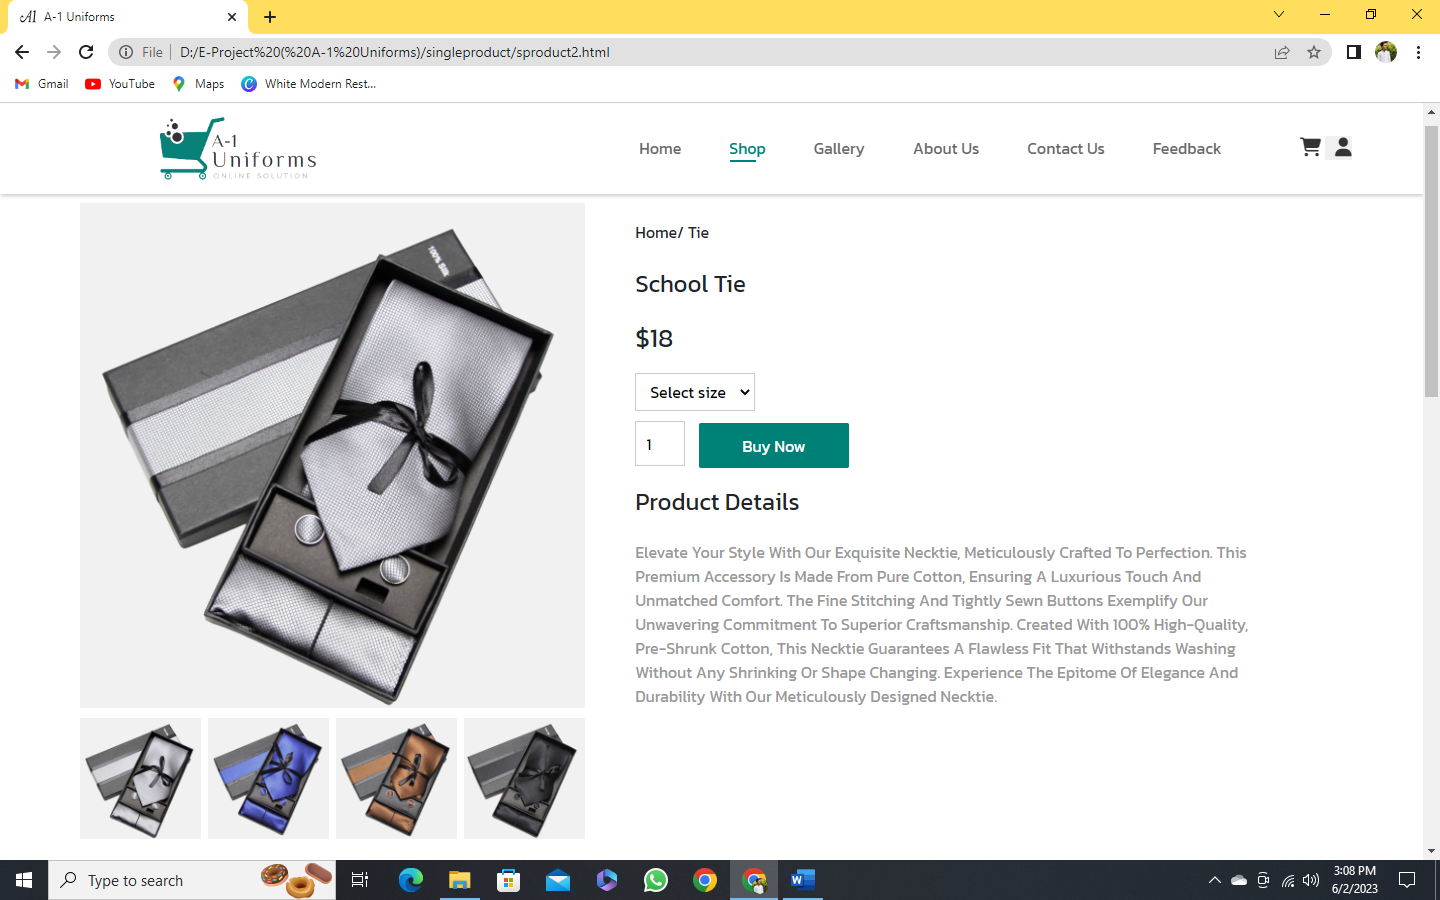 A-1 Uniforms
File
D:/E-Project%20(%20A-1%20Uniforms)/singleproduct/sproduct2.html
Gmail
YouTube
Maps
White Modern Rest...
A-1
Uniforms
ONLINE SOLUTION
Home
Shop
Gallery
About Us
Contact Us
Feedback
100% Silk
Home/ Tie
School Tie
$18
Select size
1
Buy Now
Product Details
Elevate Your Style With Our Exquisite Necktie, Meticulously Crafted To Perfection. This
Premium Accessory Is Made From Pure Cotton, Ensuring A Luxurious Touch And
Unmatched Comfort. The Fine Stitching And Tightly Sewn Buttons Exemplify Our
Unwavering Commitment To Superior Craftsmanship. Created With 100% High-Quality,
Pre-Shrunk Cotton, This Necktie Guarantees A Flawless Fit That Withstands Washing
Without Any Shrinking Or Shape Changing. Experience The Epitome Of Elegance And
Durability With Our Meticulously Designed Necktie.
Type to search
3:08 PM
6/2/2023